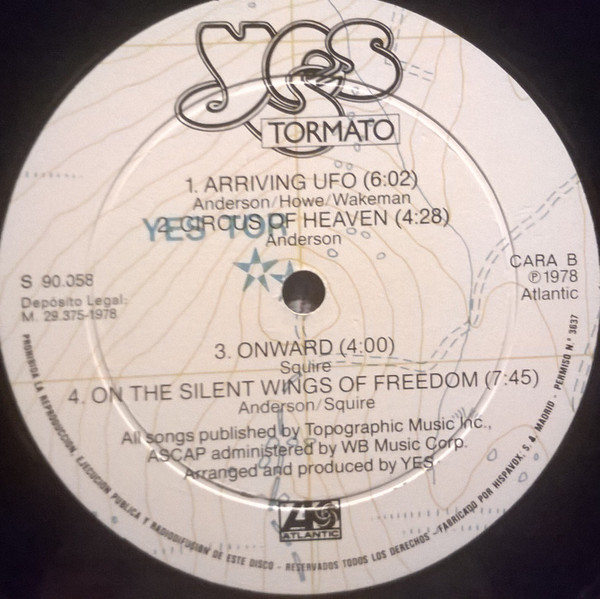 YES
TORMATO
1. ARRIVING UFO (6:02)
Anderson/Howe/Wakeman
YES TOR
2. CIRCUS OF HEAVEN (4:28)
Anderson
S 90.058
Depósito Legal:
M. 29.375-1978
CARA B
℗1978
Atlantic
3. ONWARD (4:00)
Squire
4. ON THE SILENT WINGS OF FREEDOM (7:45)
Anderson/Squire
All songs published by Topographic Music Inc.,
ASCAP administered by WB Music Corp.
Arranged and produced by YES
ATLANTIC
PROHIBIDA LA REPRODUCCION, EJECUCION PUBLICA Y RADIODIFUSION DE ESTE DISCO - RESERVADOS TODOS LOS DERECHOS - FABRICADO POR HISPAVOX, S. A. MADRID - PERMISO N.º 3637